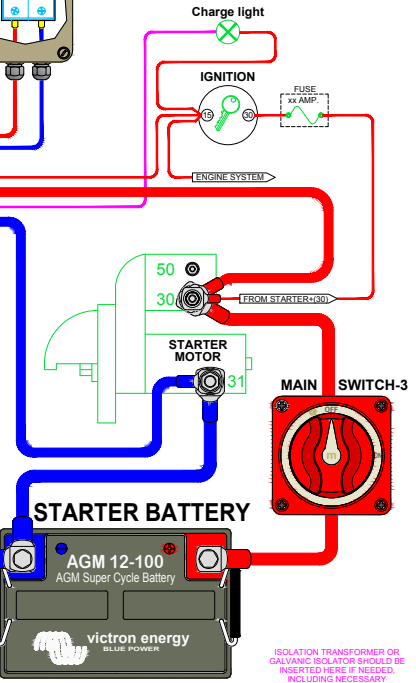 Charge light
IGNITION
15
30
FUSE
xx AMP.
ENGINE SYSTEM
50
30
FROM STARTER+(30)
STARTER
MOTOR
31
MAIN SWITCH-3
OFF
ON
m
STARTER BATTERY
AGM 12-100
AGM Super Cycle Battery
victron energy
BLUE POWER
ISOLATION TRANSFORMER OR
GALVANIC ISOLATOR SHOULD BE
INSERTED HERE IF NEEDED,
INCLUDING NECESSARY